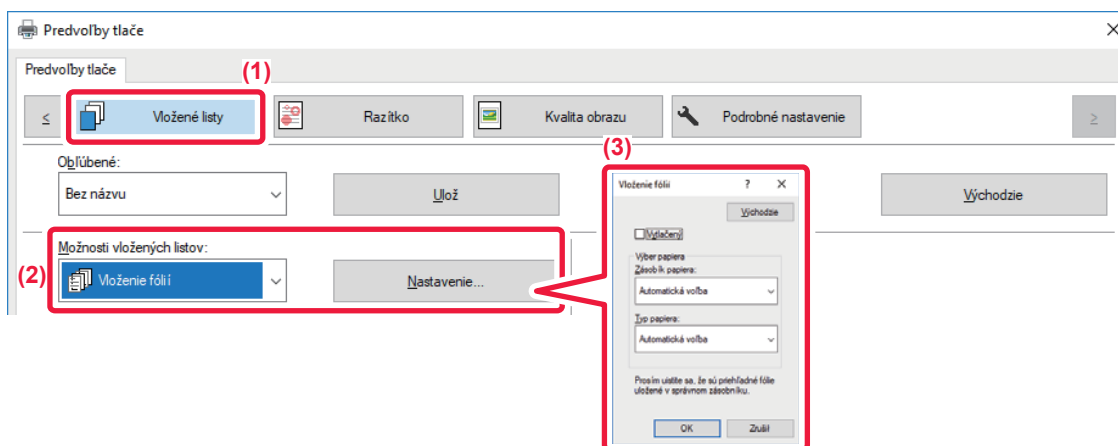 Predvoľby tlače
Predvoľby tlače
(1)
< Vložené listy Razítko Kvalita obrazu Podrobné nastavenie >
Obľúbené:
Bez názvu Ulož Východzie
Možnosti vložených listov:
(2) Vloženie fólií Nastavenie...
(3)
Vloženie fólií ? X
Východzie
Vytlačený
Výber papiera
Zásobník papiera:
Automatická voľba
Typ papiera:
Automatická voľba
Prosím uistite sa, že sú priehľadné fólie
uložené v správnom zásobníku.
OK Zrušiť